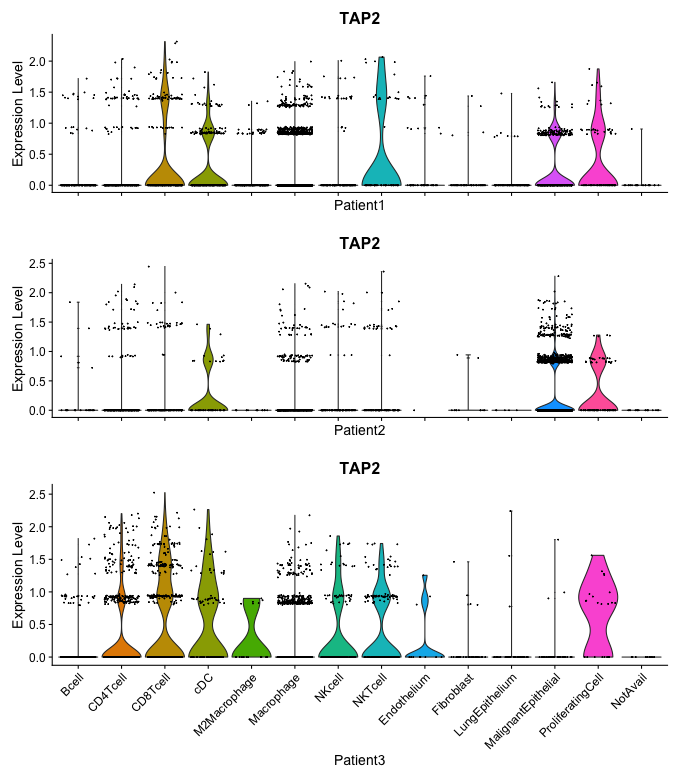 TAP2
Expression Level
2.0
1.5
1.0
0.5
0.0
Patient1
TAP2
Expression Level
2.5
2.0
1.5
1.0
0.5
0.0
Patient2
TAP2
Expression Level
2.5
2.0
1.5
1.0
0.5
0.0
Bcell
CD4Tcell
CD8Tcell
cDC
M2Macrophage
Macrophage
NKcell
NKTcell
Endothelium
Fibroblast
LungEpithelium
MalignantEpithelial
ProliferatingCell
NotAvail
Patient3